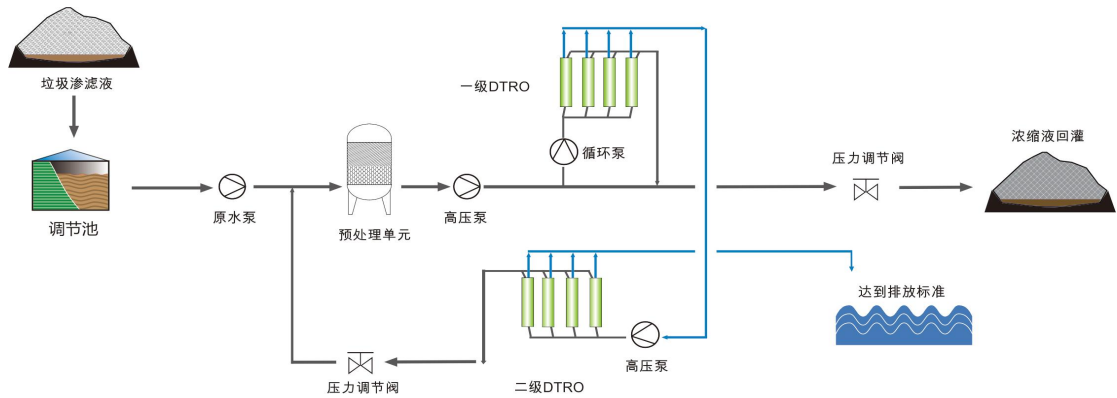 垃圾渗滤液
一级DTRO
循环泵
浓缩液回灌
压力调节阀
调节池
原水泵
预处理单元
高压泵
达到排放标准
高压泵
压力调节阀
二级DTRO